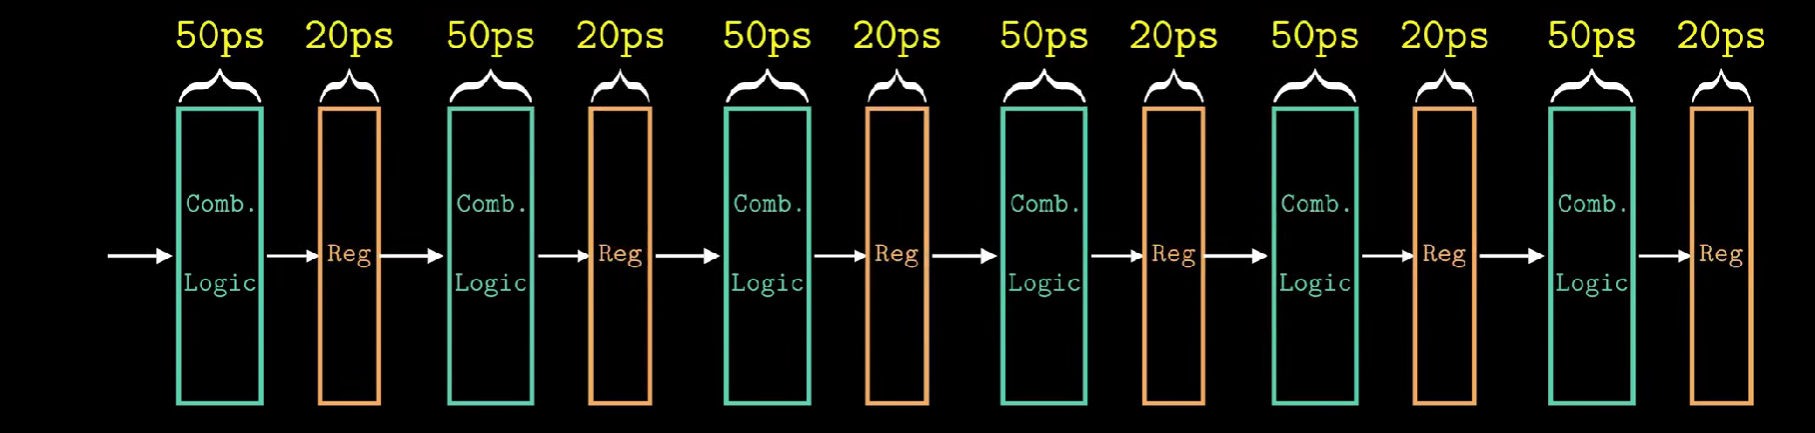 50ps 20ps 50ps 20ps 50ps 20ps 50ps 20ps 50ps 20ps 50ps 20ps
Comb. Comb. Comb. Comb. Comb. Comb.
Reg Reg Reg Reg Reg Reg
Logic Logic Logic Logic Logic Logic